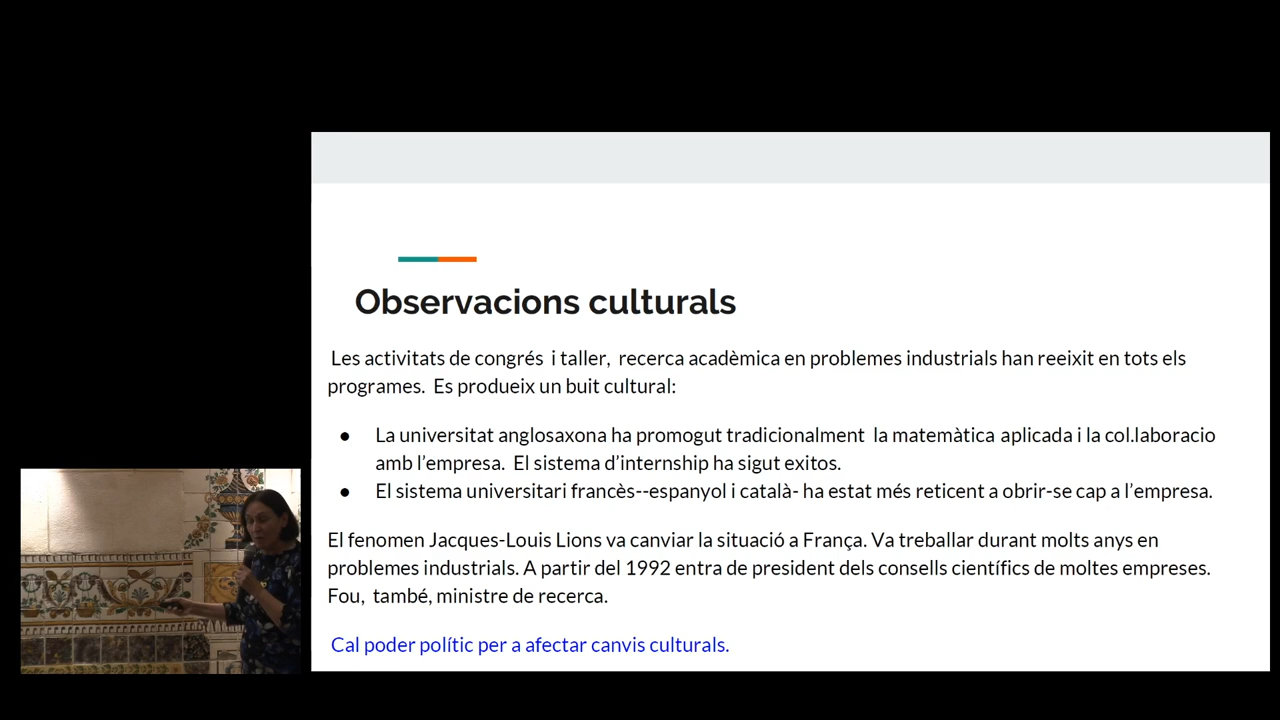 Observacions culturals
Les activitats de congrés i taller, recerca acadèmica en problemes industrials han reeixit en tots els
programes. Es produeix un buit cultural:
● La universitat anglosaxona ha promogut tradicionalment la matemàtica aplicada i la col.laboracio
amb l’empresa. El sistema d’internship ha sigut exitos.
● El sistema universitari francès--espanyol i català- ha estat més reticent a obrir-se cap a l’empresa.
El fenomen Jacques-Louis Lions va canviar la situació a França. Va treballar durant molts anys en
problemes industrials. A partir del 1992 entra de president dels consells científics de moltes empreses.
Fou, també, ministre de recerca.
Cal poder polític per a afectar canvis culturals.